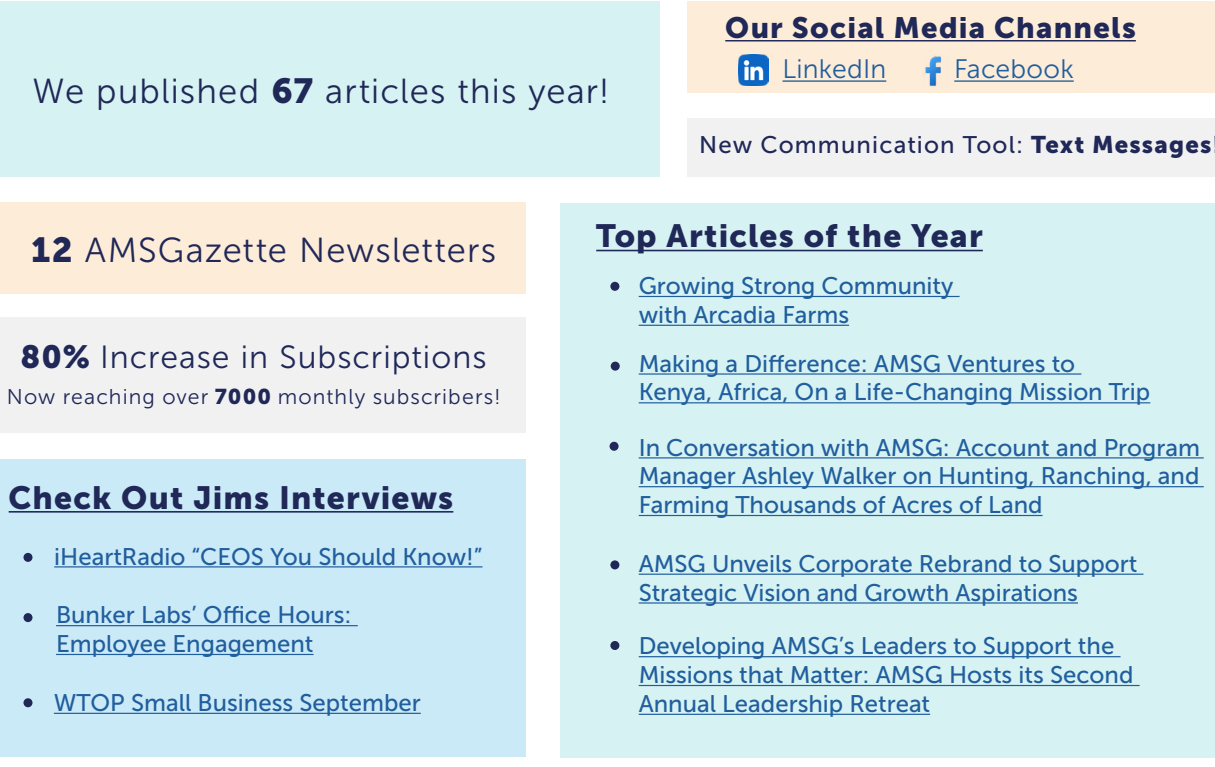 We published 67 articles this year!
Our Social Media Channels
LinkedIn Facebook
New Communication Tool: Text Messages!
12 AMSGazette Newsletters
80% Increase in Subscriptions
Now reaching over 7000 monthly subscribers!
Check Out Jims Interviews
• iHeartRadio “CEOS You Should Know!”
• Bunker Labs’ Office Hours:
Employee Engagement
• WTOP Small Business September
Top Articles of the Year
• Growing Strong Community
with Arcadia Farms
• Making a Difference: AMSG Ventures to
Kenya, Africa, On a Life-Changing Mission Trip
• In Conversation with AMSG: Account and Program
Manager Ashley Walker on Hunting, Ranching, and
Farming Thousands of Acres of Land
• AMSG Unveils Corporate Rebrand to Support
Strategic Vision and Growth Aspirations
• Developing AMSG’s Leaders to Support the
Missions that Matter: AMSG Hosts its Second
Annual Leadership Retreat